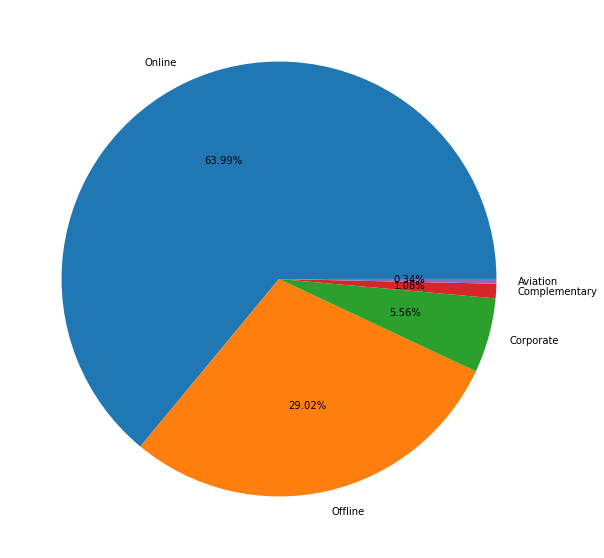 Online
63.99%
0.34%
Aviation
1.08%
Complementary
5.56%
Corporate
29.02%
Offline